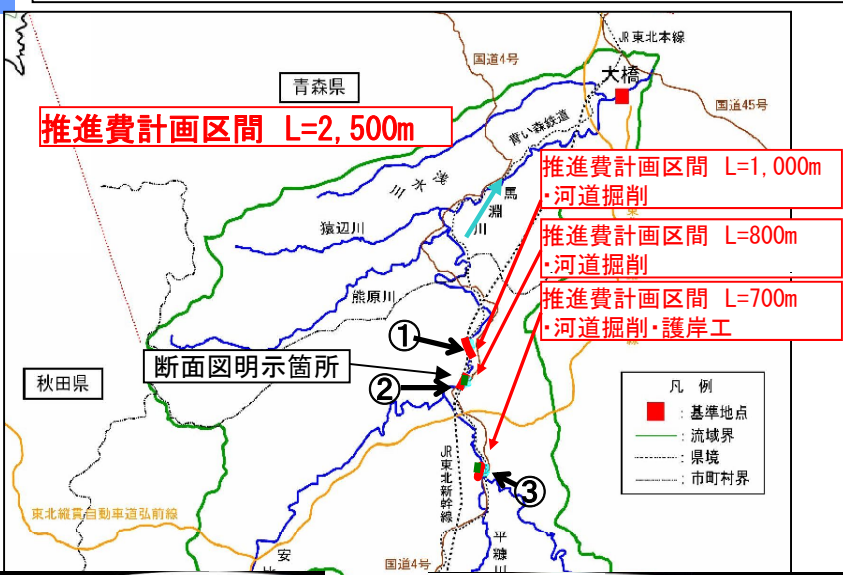 JR東北本線
国道4号
大橋
青森県
国道45号
推進費計画区間 L=2,500m
青い森鉄道
推進費計画区間 L=1,000m
・河道掘削
浅水川
馬淵川
猿辺川
推進費計画区間 L=800m
・河道掘削
熊原川
推進費計画区間 L=700m
・河道掘削・護岸工
①
断面図明示箇所
秋田県
②
凡 例
：基準地点
：流域界
：県境
：市町村界
JR東北新幹線
③
東北縦貫自動車道弘前線
安
国道4号
平糠川